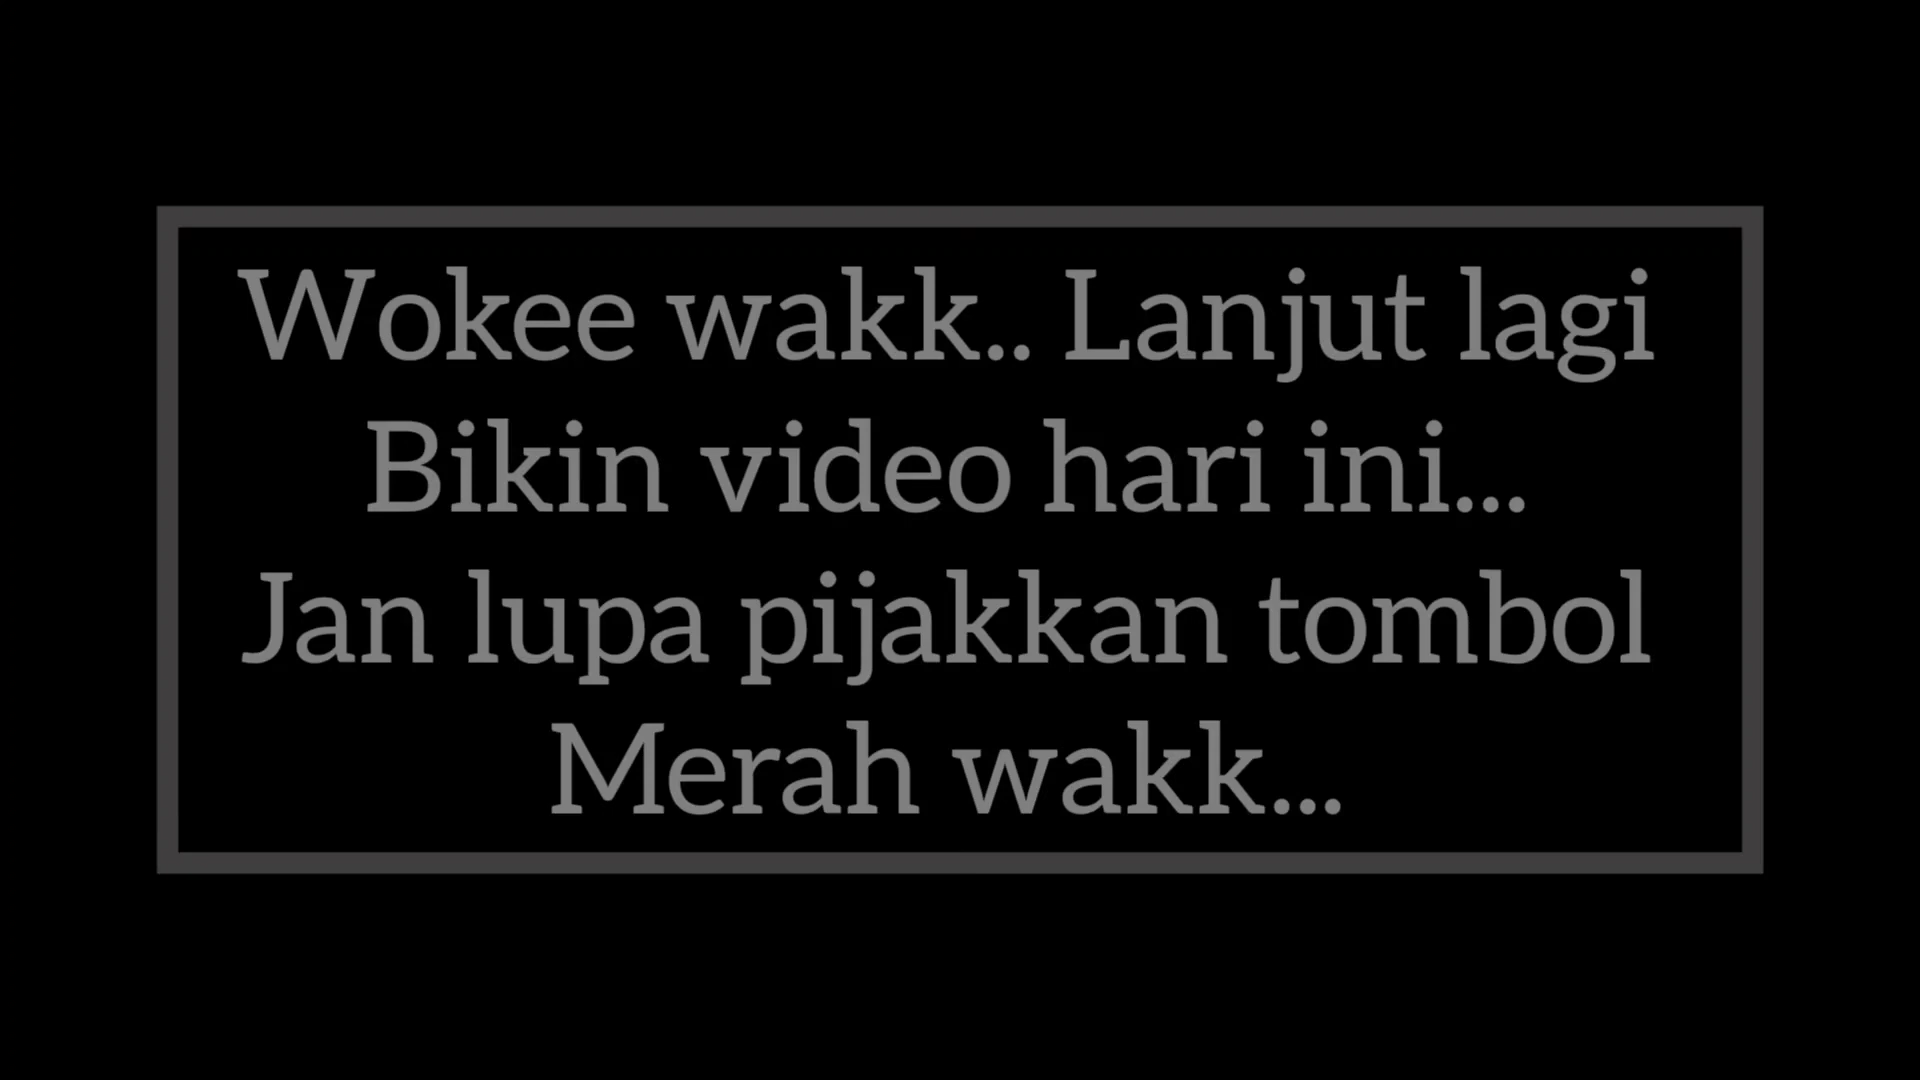 Wokee wakk.. Lanjut lagi
Bikin video hari ini...
Jan lupa pijakkan tombol
Merah wakk...